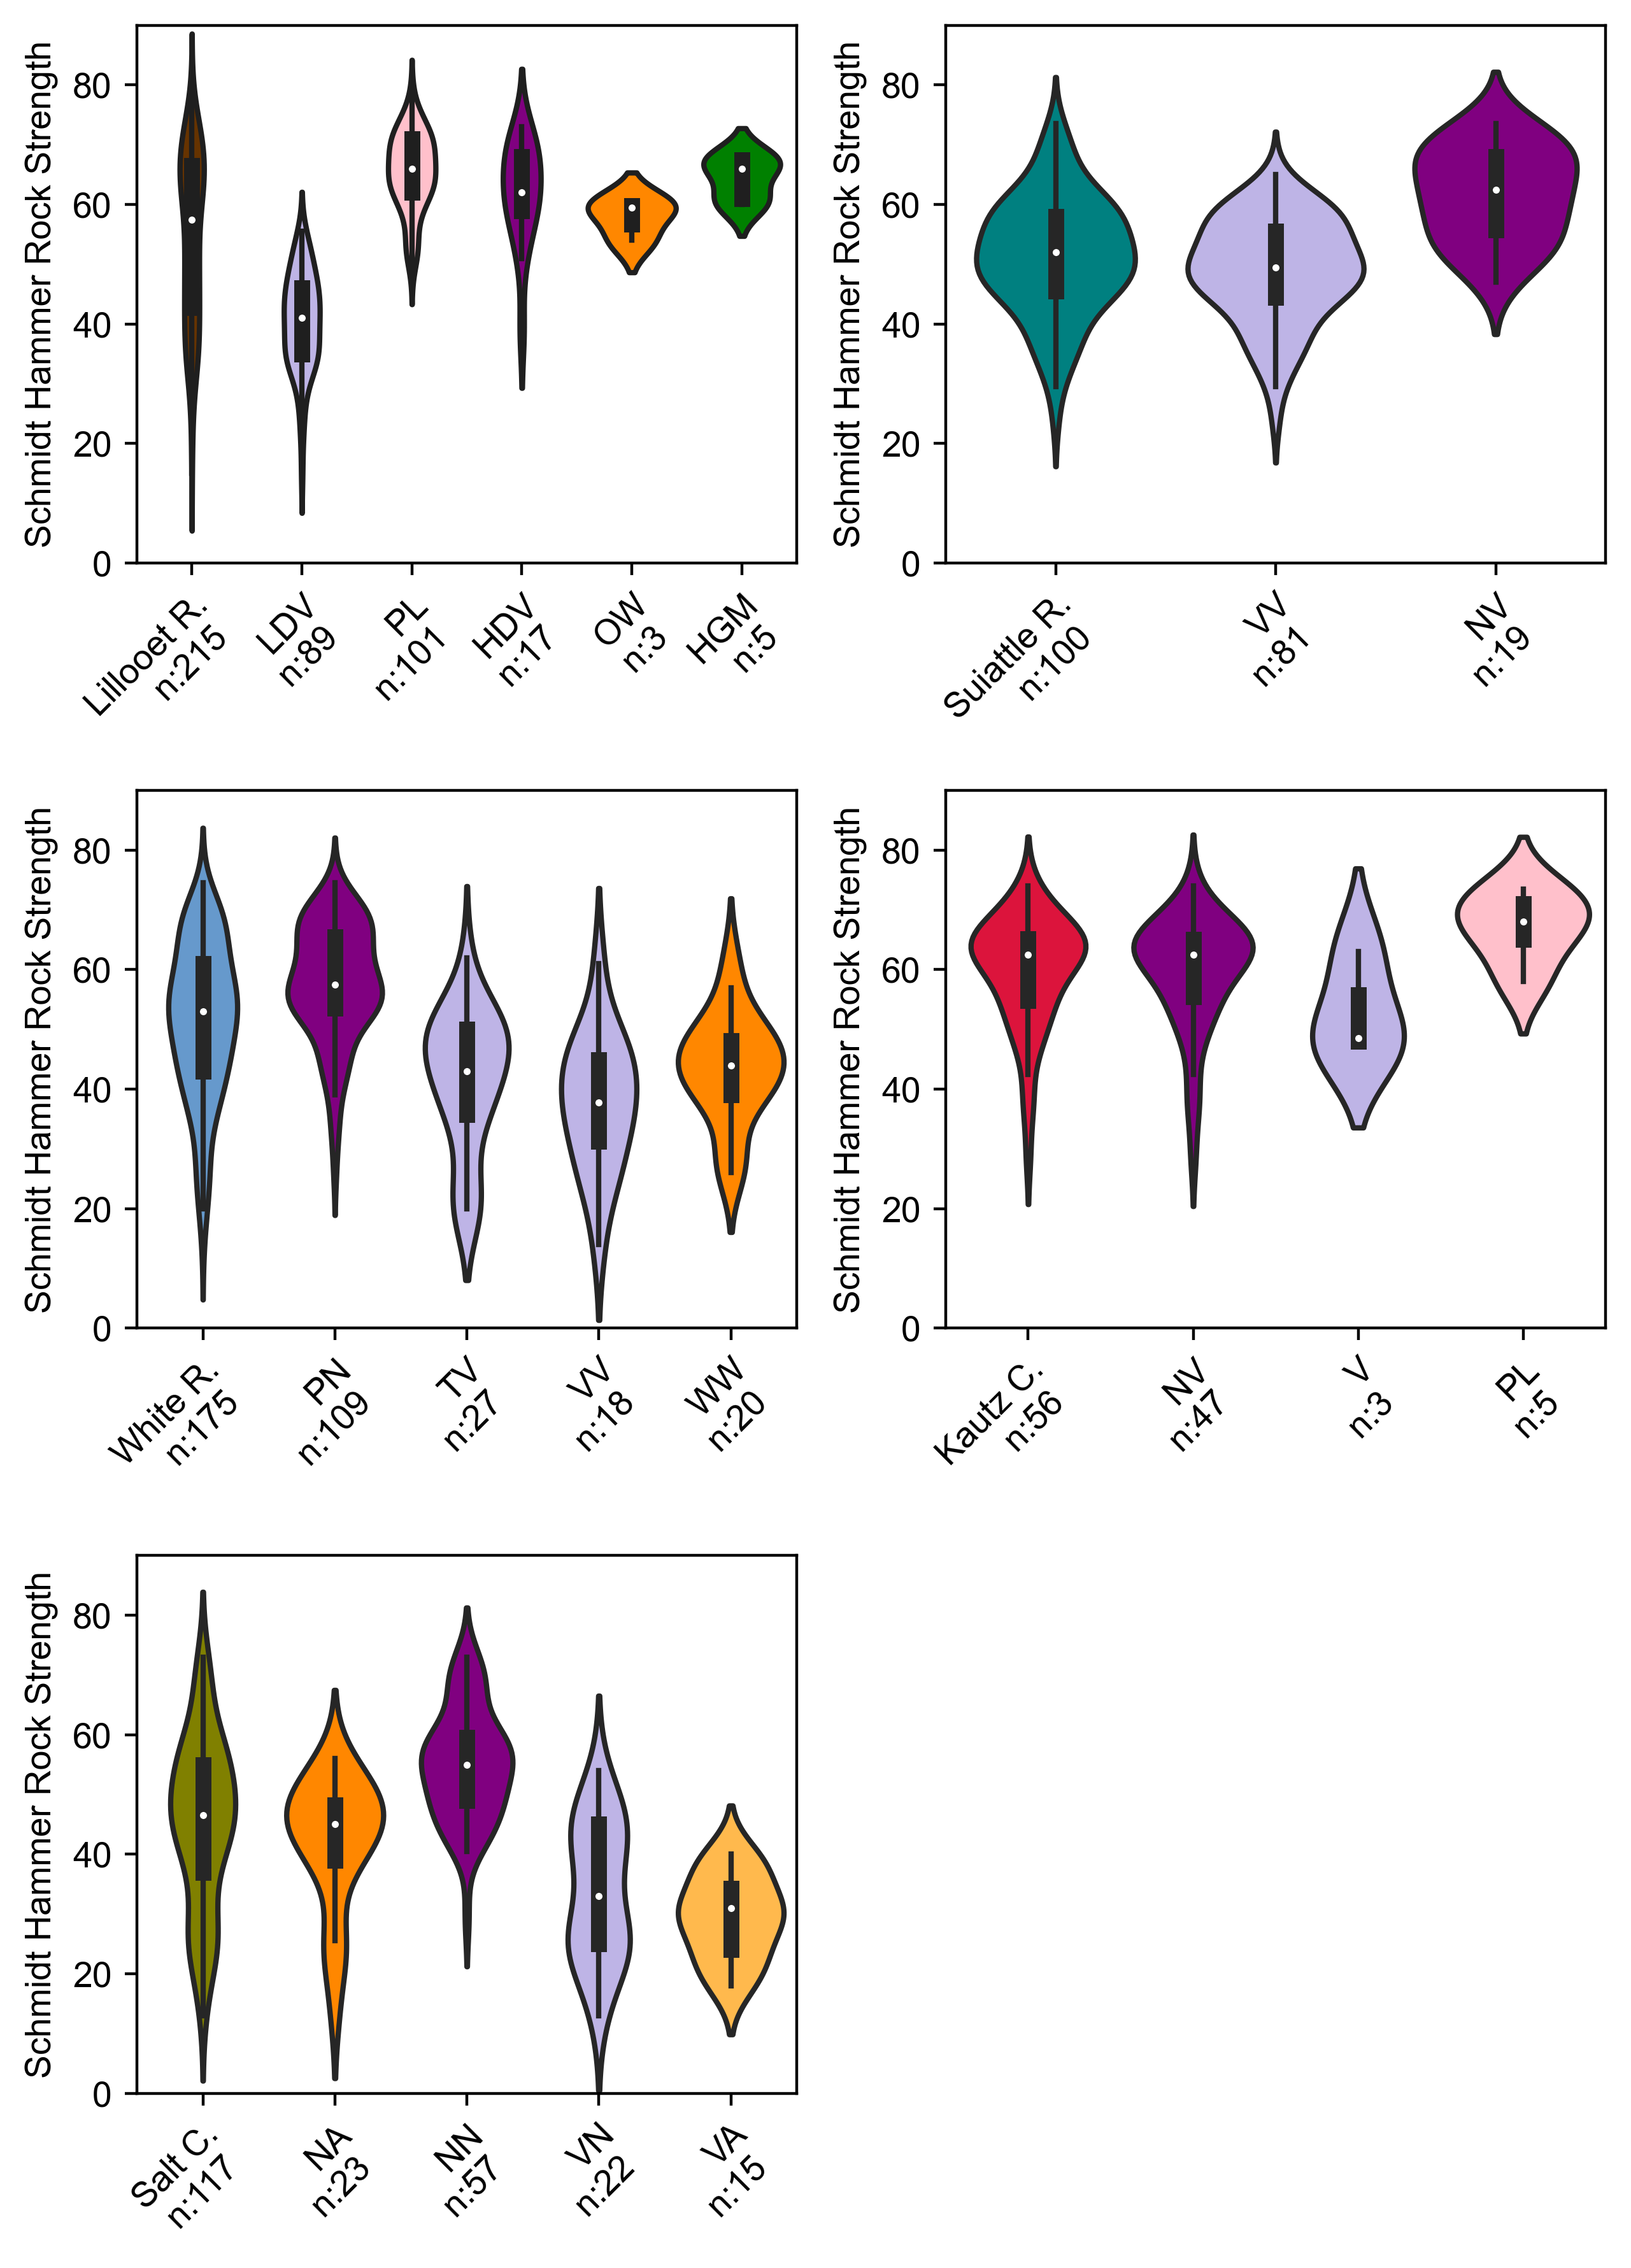 Schmidt Hammer Rock Strength
80
60
40
20
0
Lillooet R.
n:215
LDV
n:89
PL
n:101
HDV
n:17
OW
n:3
HGM
n:5
Schmidt Hammer Rock Strength
80
60
40
20
0
Suiattle R.
n:100
VV
n:81
NV
n:19
Schmidt Hammer Rock Strength
80
60
40
20
0
White R.
n:175
PN
n:109
TV
n:27
VV
n:18
WW
n:20
Schmidt Hammer Rock Strength
80
60
40
20
0
Kautz C.
n:56
NV
n:47
V
n:3
PL
n:5
Schmidt Hammer Rock Strength
80
60
40
20
0
Salt C.
n:117
NA
n:23
NN
n:57
VN
n:22
VA
n:15